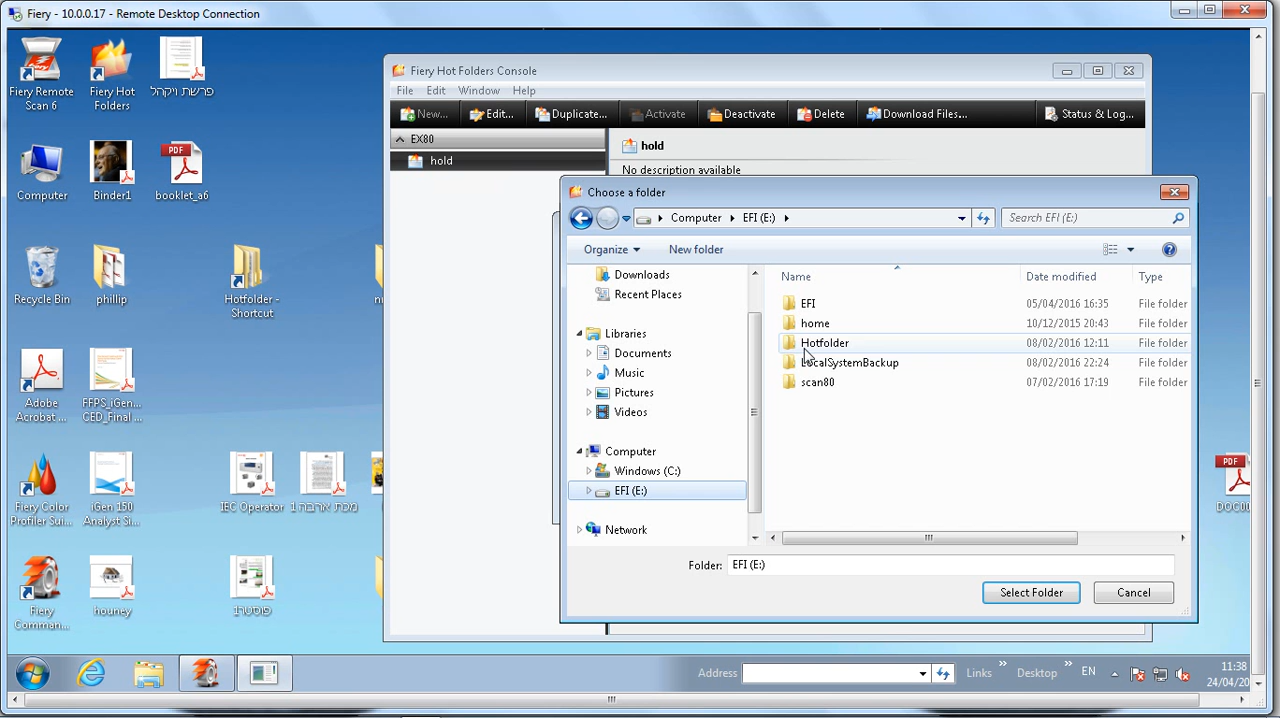 Fiery - 10.0.0.17 - Remote Desktop Connection
Fiery Remote
Scan 6
Fiery Hot
Folders
פרשת ויקהל
Computer
Binder1
PDF
booklet_a6
Recycle Bin
phillip
Hotfolder -
Shortcut
Adobe
Acrobat ...
FFPS_iGen...
CED_Final ...
Fiery Color
Profiler Sui...
iGen 150
Analyst Si...
IEC Operator
מכת ארבה 1
Fiery
Comman...
houney
פוסטר1
PDF
Fiery Hot Folders Console
File
Edit
Window
Help
New...
Edit...
Duplicate...
Activate
Deactivate
Delete
Download Files...
Status & Log...
EX80
hold
hold
No description available
Choose a folder
Computer
EFI (E:)
Search EFI (E:)
Organize
New folder
Downloads
Recent Places
Libraries
Documents
Music
Pictures
Videos
Computer
Windows (C:)
EFI (E:)
Network
Name
Date modified
Type
EFI
05/04/2016 16:35
File folder
home
10/12/2015 20:43
File folder
Hotfolder
08/02/2016 12:11
File folder
LocalSystemBackup
08/02/2016 22:24
File folder
scan80
07/02/2016 17:19
File folder
Folder:
EFI (E:)
Select Folder
Cancel
Address
Links
Desktop
EN
11:38
24/04/20